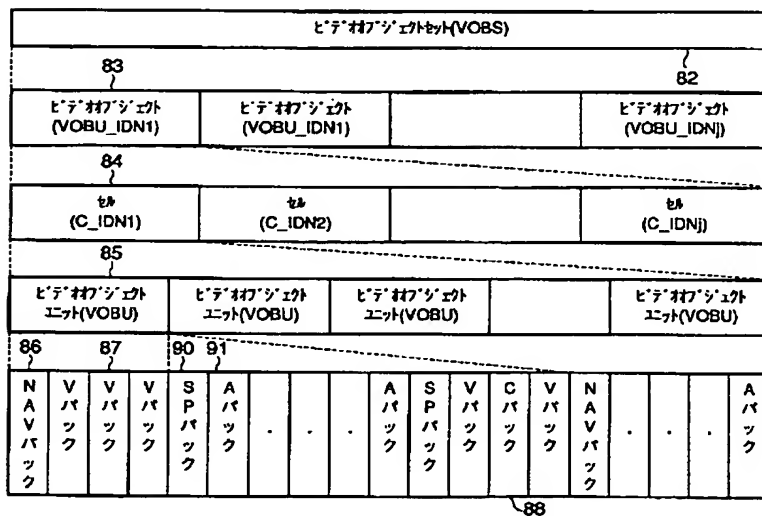 ビデオオブジェクトセット(VOBS)
83
82
ビデオオブジェクト
(VOBU_IDN1)
ビデオオブジェクト
(VOBU_IDN1)
ビデオオブジェクト
(VOBU_IDNj)
84
セル
(C_IDN1)
セル
(C_IDN2)
セル
(C_IDNj)
85
ビデオオブジェクト
ユニット(VOBU)
ビデオオブジェクト
ユニット(VOBU)
ビデオオブジェクト
ユニット(VOBU)
ビデオオブジェクト
ユニット(VOBU)
86
87
90
91
NAVパック
Vパック
Vパック
Vパック
SPパック
Aパック
・
・
・
Aパック
SPパック
Vパック
Cパック
Vパック
NAVパック
・
・
・
Aパック
88